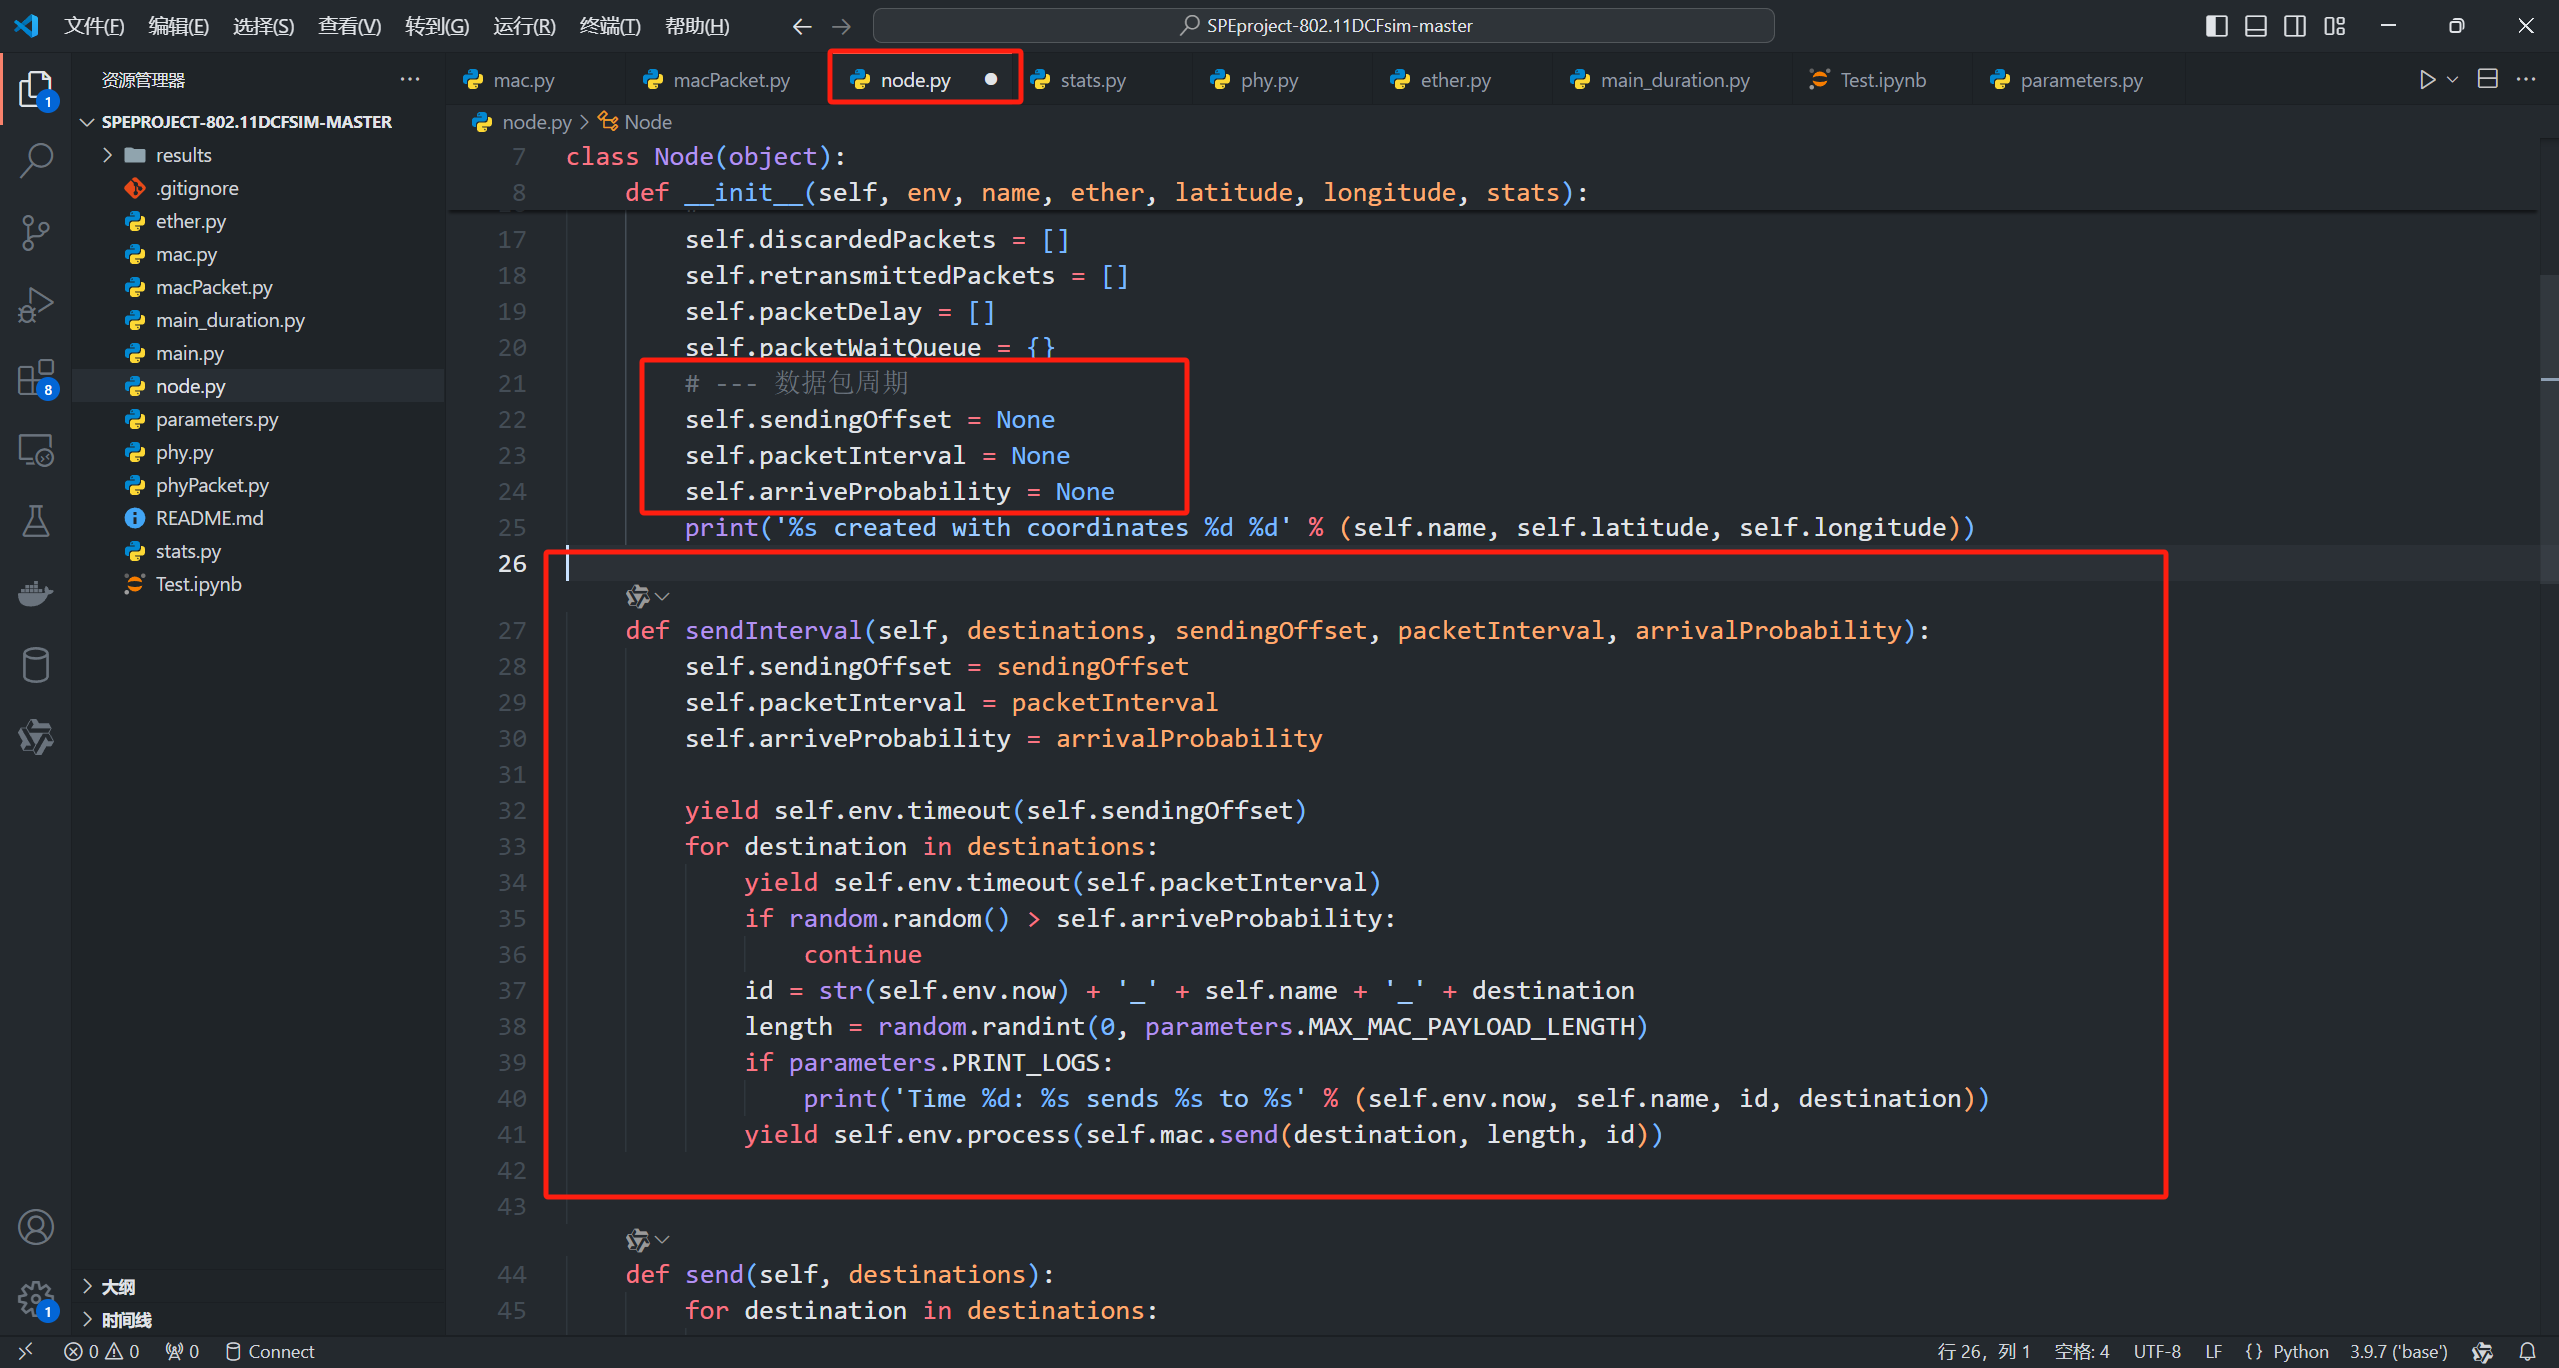 文件(F) 编辑(E) 选择(S) 查看(V) 转到(G) 运行(R) 终端(T) 帮助(H) SPEproject-802.11DCFsim-master
资源管理器
mac.py macPacket.py node.py stats.py phy.py ether.py main_duration.py Test.ipynb parameters.py
SPEPROJECT-802.11DCFSIM-MASTER
results
.gitignore
ether.py
mac.py
macPacket.py
main_duration.py
main.py
node.py
parameters.py
phy.py
phyPacket.py
README.md
stats.py
Test.ipynb
大纲
时间线
1
8
1
node.py > Node
7 class Node(object):
8 def __init__(self, env, name, ether, latitude, longitude, stats):
17 self.discardedPackets = []
18 self.retransmittedPackets = []
19 self.packetDelay = []
20 self.packetWaitQueue = {}
21 # --- 数据包周期
22 self.sendingOffset = None
23 self.packetInterval = None
24 self.arriveProbability = None
25 print('%s created with coordinates %d %d' % (self.name, self.latitude, self.longitude))
26
27 def sendInterval(self, destinations, sendingOffset, packetInterval, arrivalProbability):
28 self.sendingOffset = sendingOffset
29 self.packetInterval = packetInterval
30 self.arriveProbability = arrivalProbability
31
32 yield self.env.timeout(self.sendingOffset)
33 for destination in destinations:
34 yield self.env.timeout(self.packetInterval)
35 if random.random() > self.arriveProbability:
36 continue
37 id = str(self.env.now) + '_' + self.name + '_' + destination
38 length = random.randint(0, parameters.MAX_MAC_PAYLOAD_LENGTH)
39 if parameters.PRINT_LOGS:
40 print('Time %d: %s sends %s to %s' % (self.env.now, self.name, id, destination))
41 yield self.env.process(self.mac.send(destination, length, id))
42
43
44 def send(self, destinations):
45 for destination in destinations:
0 0 0 Connect 行 26，列 1 空格: 4 UTF-8 LF {} Python 3.9.7 ('base')